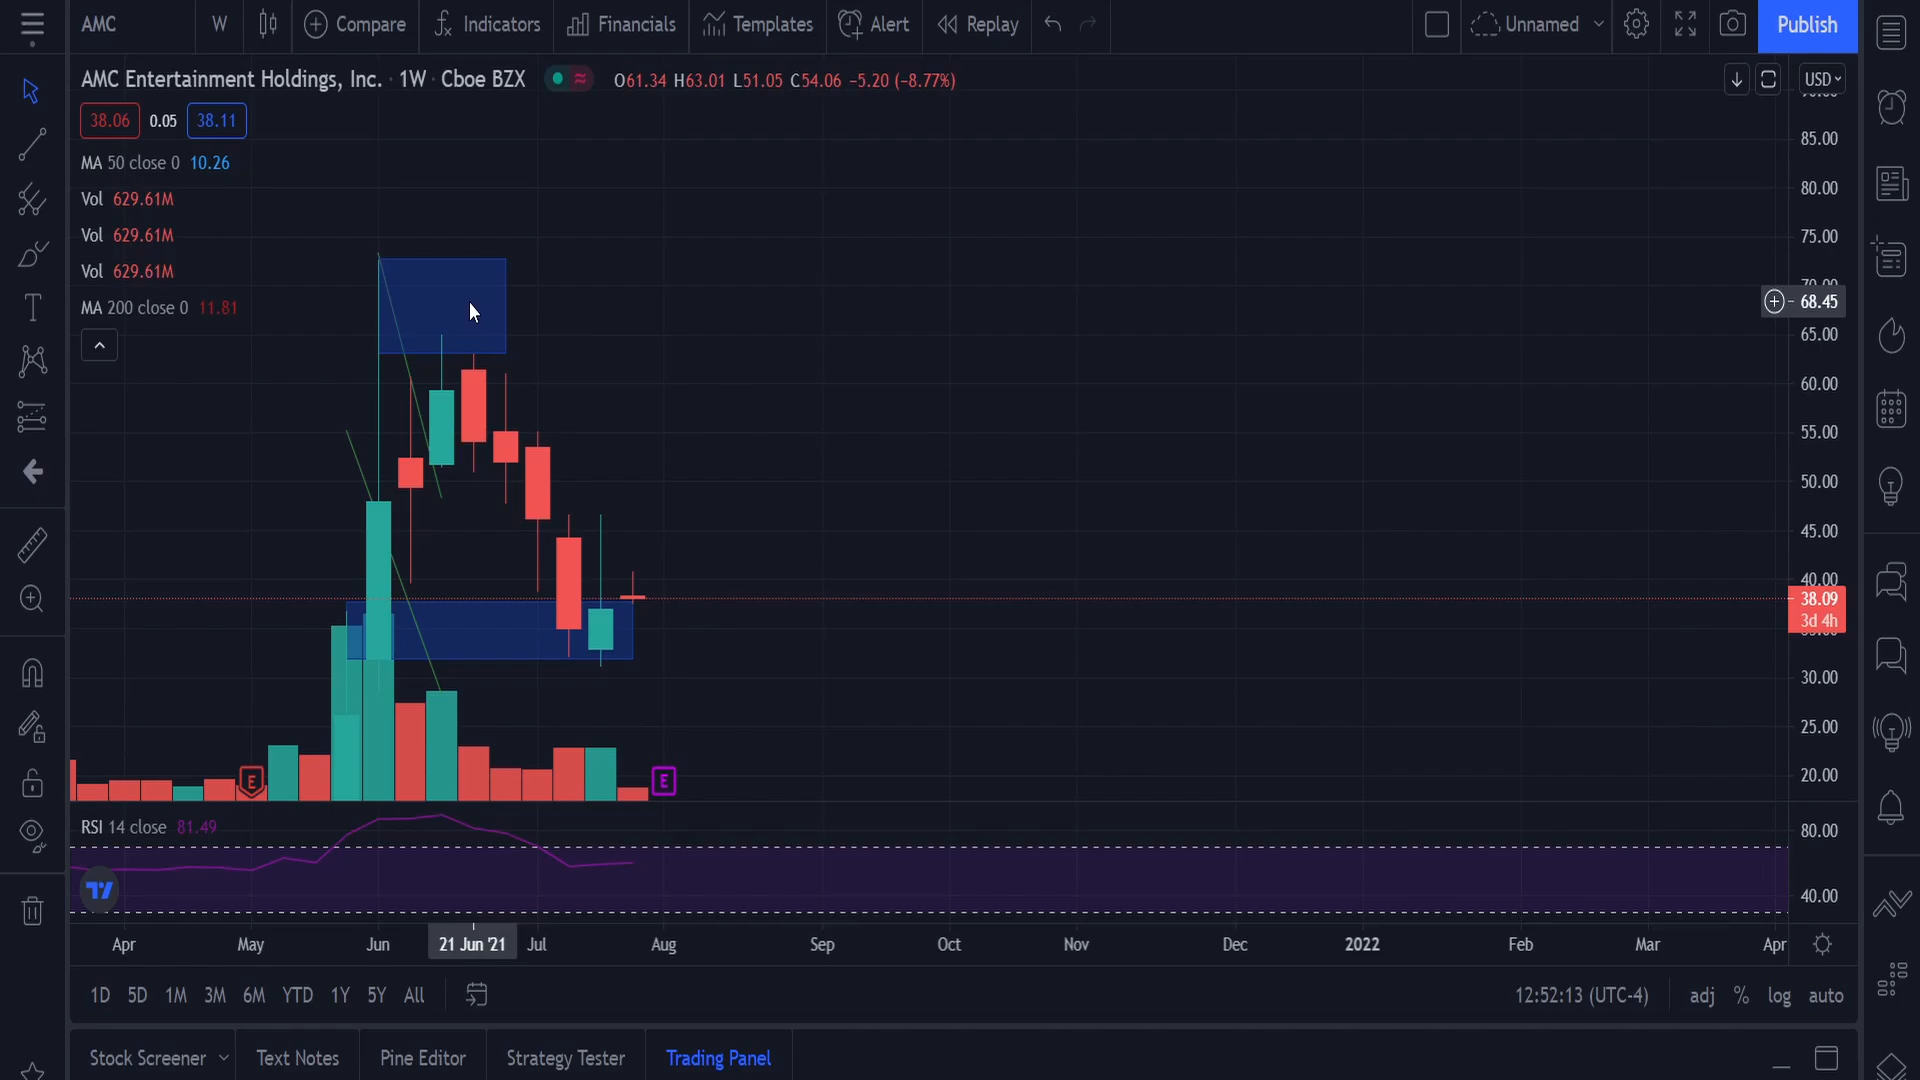 AMC W Compare Indicators Financials Templates Alert Replay Unnamed Publish
AMC Entertainment Holdings, Inc. · 1W · Cboe BZX O61.34 H63.01 L51.05 C54.06 −5.20 (−8.77%) USD
38.06 0.05 38.11
MA 50 close 0 10.26
Vol 629.61M
Vol 629.61M
Vol 629.61M
MA 200 close 0 11.81
85.00
80.00
75.00
68.45
65.00
60.00
55.00
50.00
45.00
40.00
38.09
3d 4h
30.00
25.00
20.00
E E
RSI 14 close 81.49
80.00
40.00
Apr May Jun 21 Jun '21 Jul Aug Sep Oct Nov Dec 2022 Feb Mar Apr
1D 5D 1M 3M 6M YTD 1Y 5Y All 12:52:13 (UTC-4) adj % log auto
Stock Screener Text Notes Pine Editor Strategy Tester Trading Panel